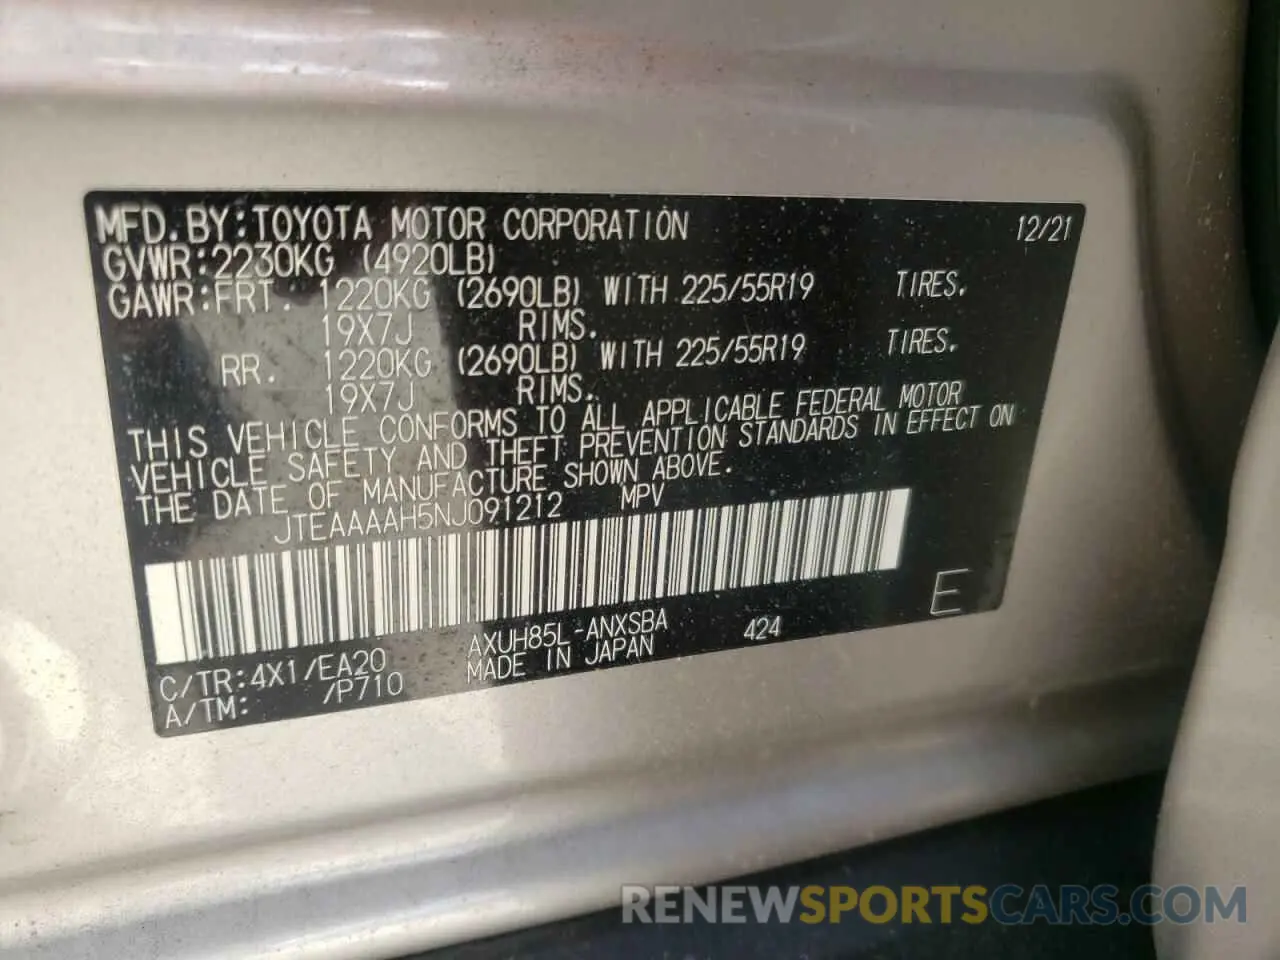 MFD. BY: TOYOTA MOTOR CORPORATION 12/21
GVWR: 2230KG (4920LB)
GAWR: FRT. 1220KG (2690LB) WITH 225/55R19 TIRES.
19X7J RIMS.
RR. 1220KG (2690LB) WITH 225/55R19 TIRES.
19X7J RIMS.
THIS VEHICLE CONFORMS TO ALL APPLICABLE FEDERAL MOTOR
VEHICLE SAFETY AND THEFT PREVENTION STANDARDS IN EFFECT ON
THE DATE OF MANUFACTURE SHOWN ABOVE.
JTEAAAAH5NJ091212 MPV
E
C/TR: 4X1/EA20 AXUH85L-ANXSBA 424
A/TM: /P710 MADE IN JAPAN
RENEWSPORTSCARS.COM